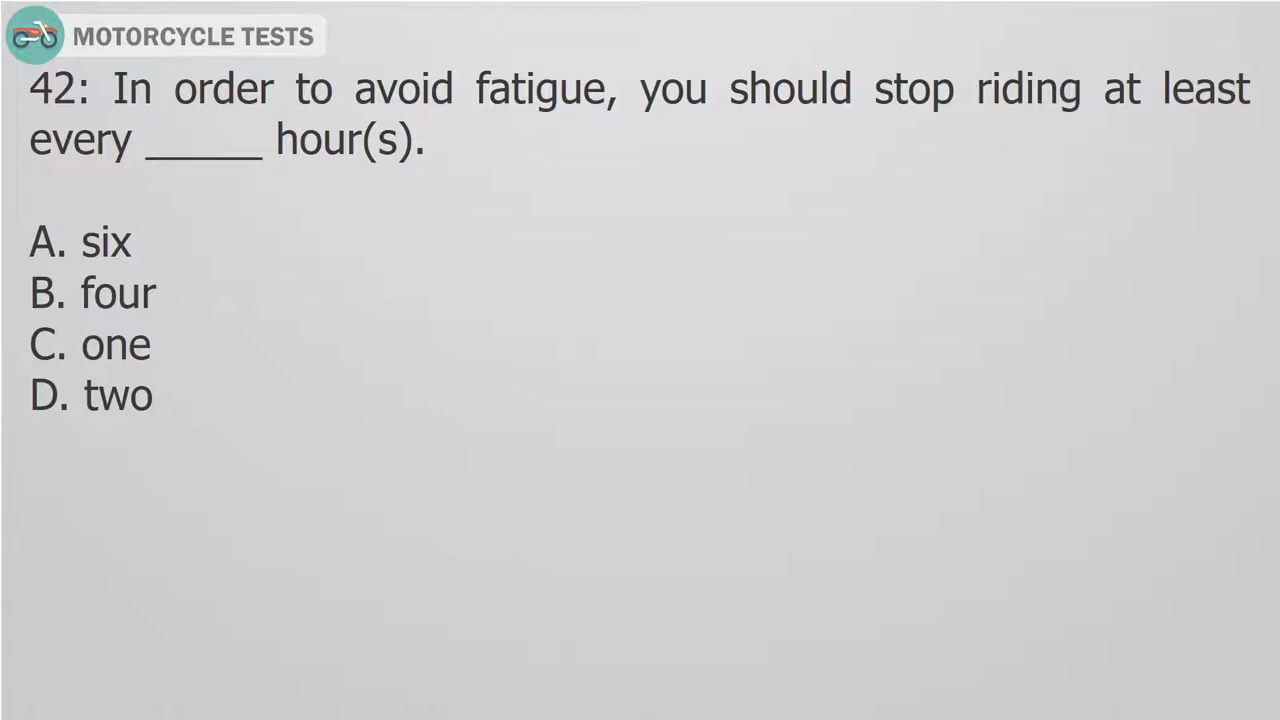 MOTORCYCLE TESTS
42: In order to avoid fatigue, you should stop riding at least
every _____ hour(s).
A. six
B. four
C. one
D. two